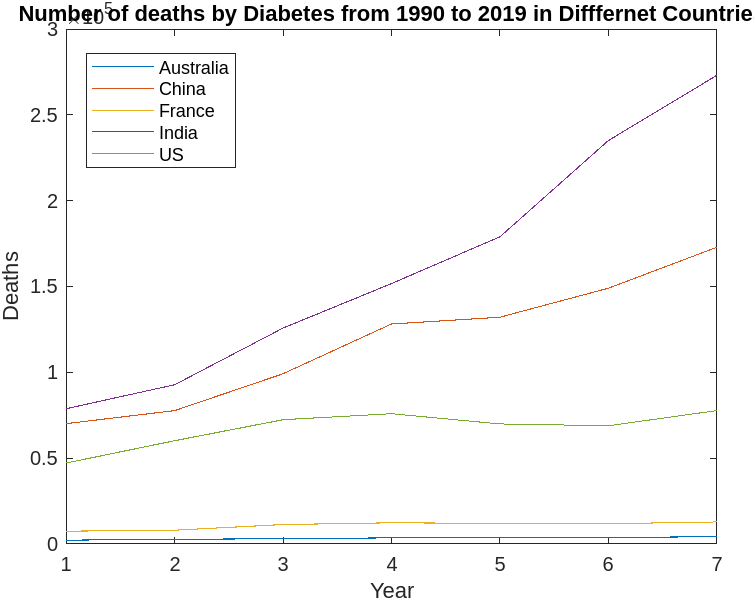 Number of deaths by Diabetes from 1990 to 2019 in Difffernet Countrie
×10^5
3
2.5
2
1.5
1
0.5
0
Deaths
Australia
China
France
India
US
1 2 3 4 5 6 7
Year